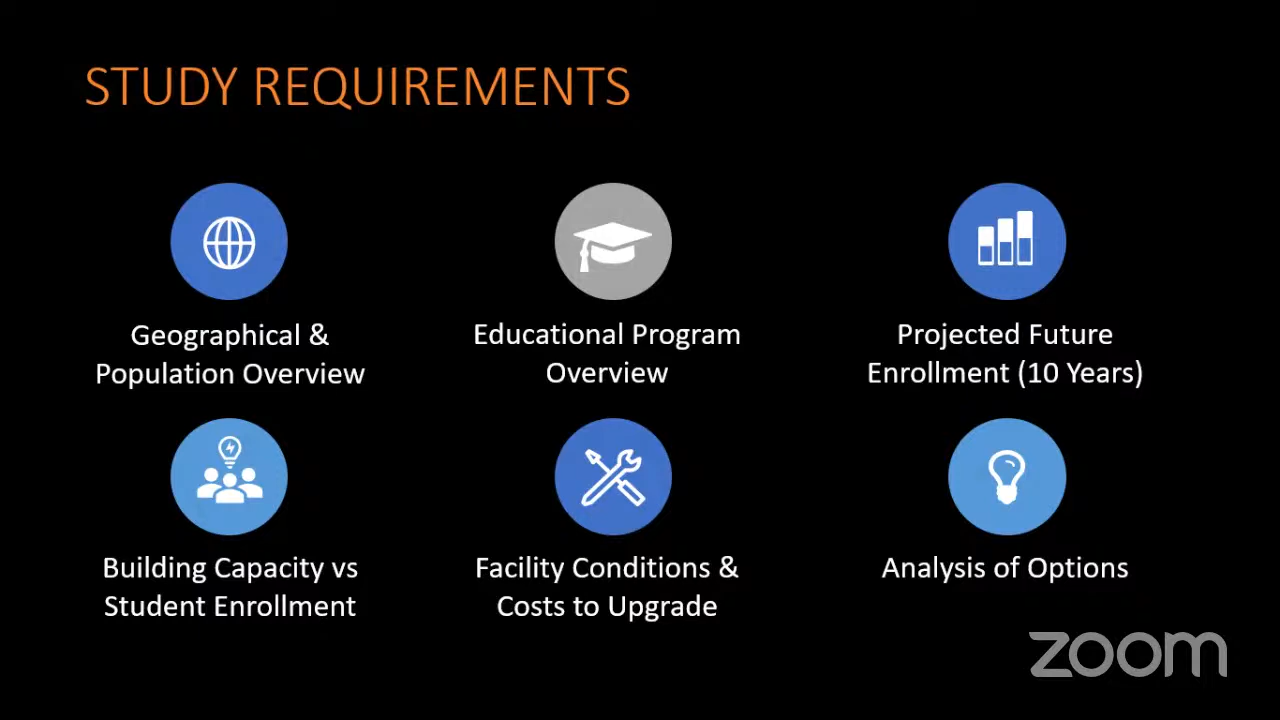 STUDY REQUIREMENTS
Geographical &
Population Overview
Educational Program
Overview
Projected Future
Enrollment (10 Years)
Building Capacity vs
Student Enrollment
Facility Conditions &
Costs to Upgrade
Analysis of Options
zoom